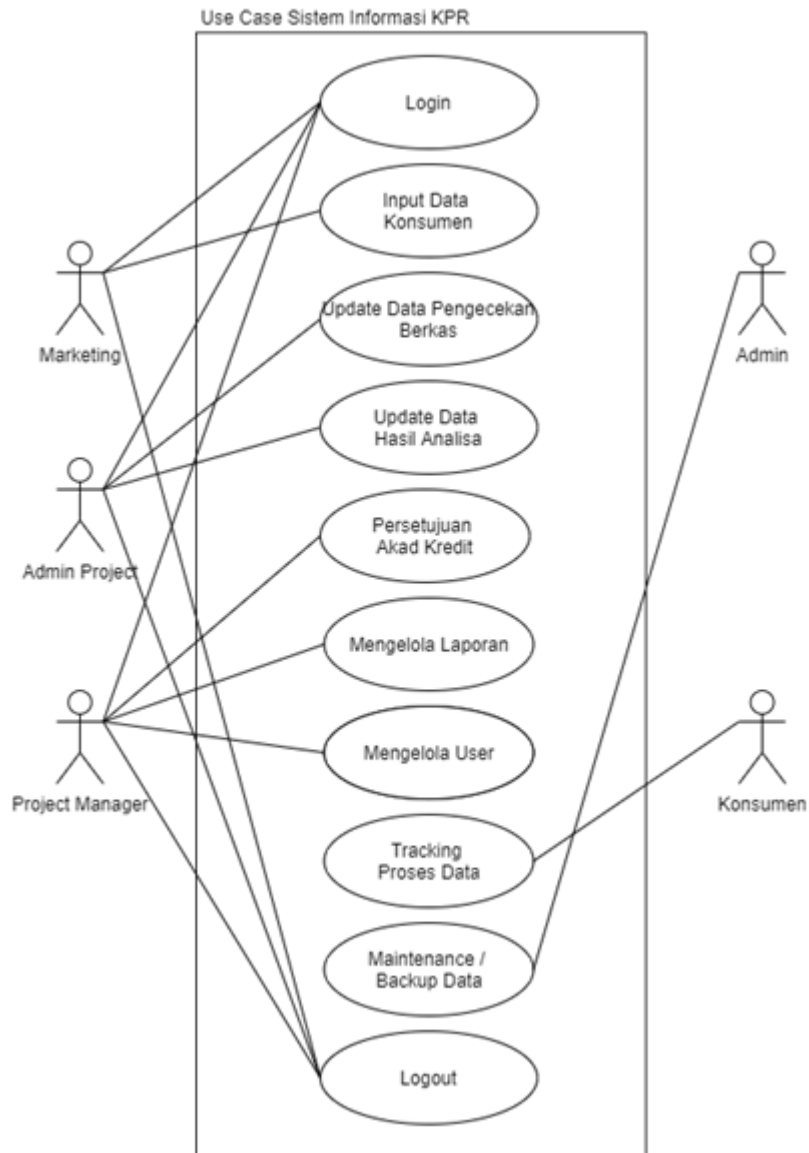 Use Case Sistem Informasi KPR
Login
Input Data
Konsumen
Update Data Pengecekan
Berkas
Update Data
Hasil Analisa
Persetujuan
Akad Kredit
Mengelola Laporan
Mengelola User
Tracking
Proses Data
Maintenance /
Backup Data
Logout
Marketing
Admin Project
Project Manager
Admin
Konsumen